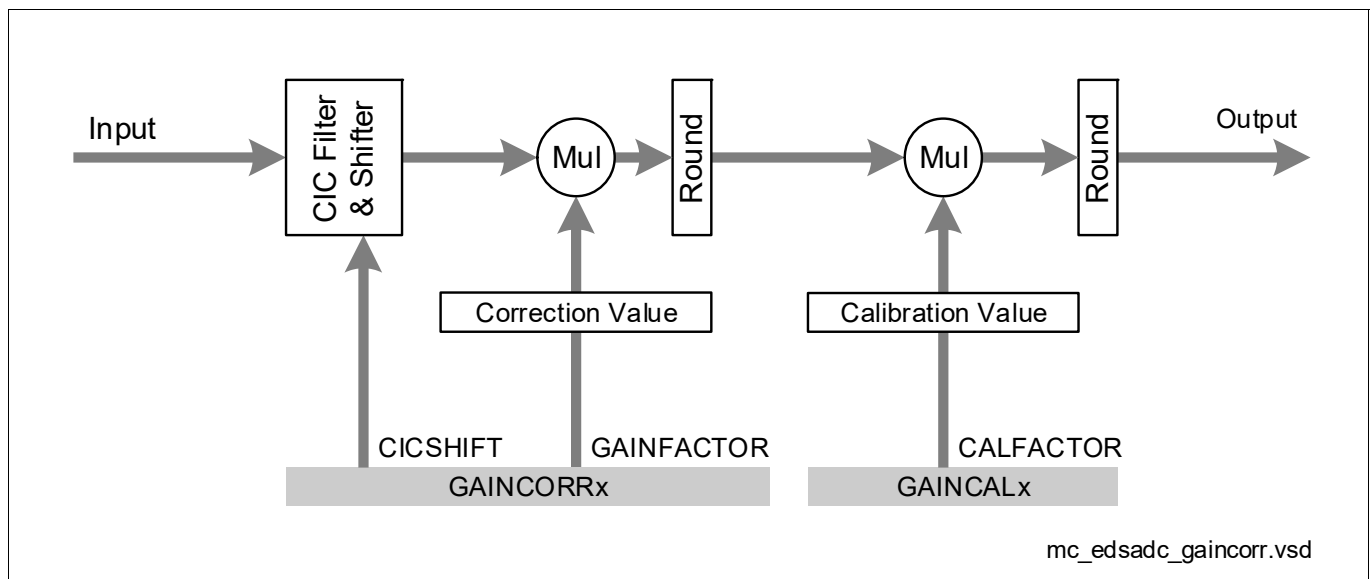 Input
CIC Filter
& Shifter
Mul
Round
Mul
Round
Output
Correction Value
Calibration Value
CICSHIFT
GAINFACTOR
CALFACTOR
GAINCORRx
GAINCALx
mc_edsadc_gaincorr.vsd